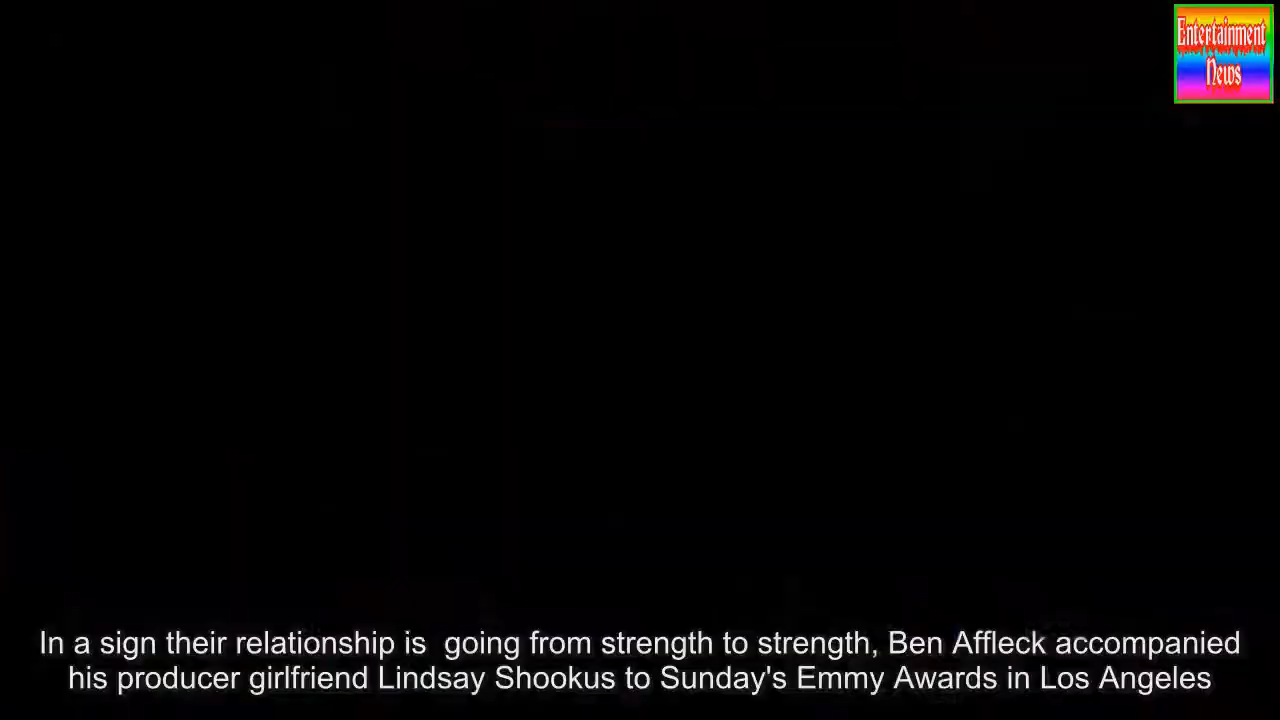 Entertainment
News
In a sign their relationship is  going from strength to strength, Ben Affleck accompanied
his producer girlfriend Lindsay Shookus to Sunday's Emmy Awards in Los Angeles